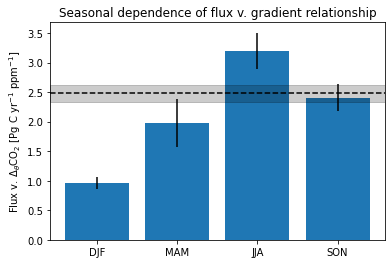 Seasonal dependence of flux v. gradient relationship
Flux v. Δ_θCO₂ [Pg C yr⁻¹ ppm⁻¹]
3.5
3.0
2.5
2.0
1.5
1.0
0.5
0.0
DJF MAM JJA SON